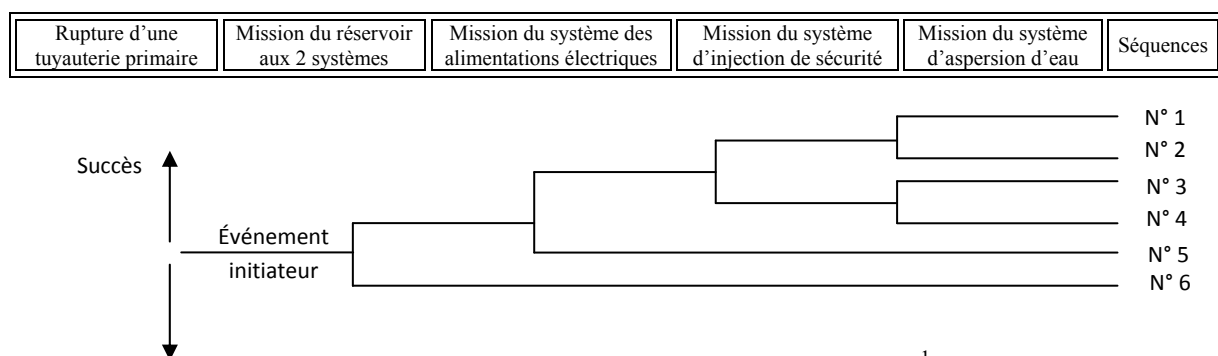 Rupture d'une
tuyauterie primaire
Mission du réservoir
aux 2 systèmes
Mission du système des
alimentations électriques
Mission du système
d'injection de sécurité
Mission du système
d'aspersion d'eau
Séquences
N° 1
N° 2
Succès
N° 3
N° 4
Événement
initiateur
N° 5
N° 6